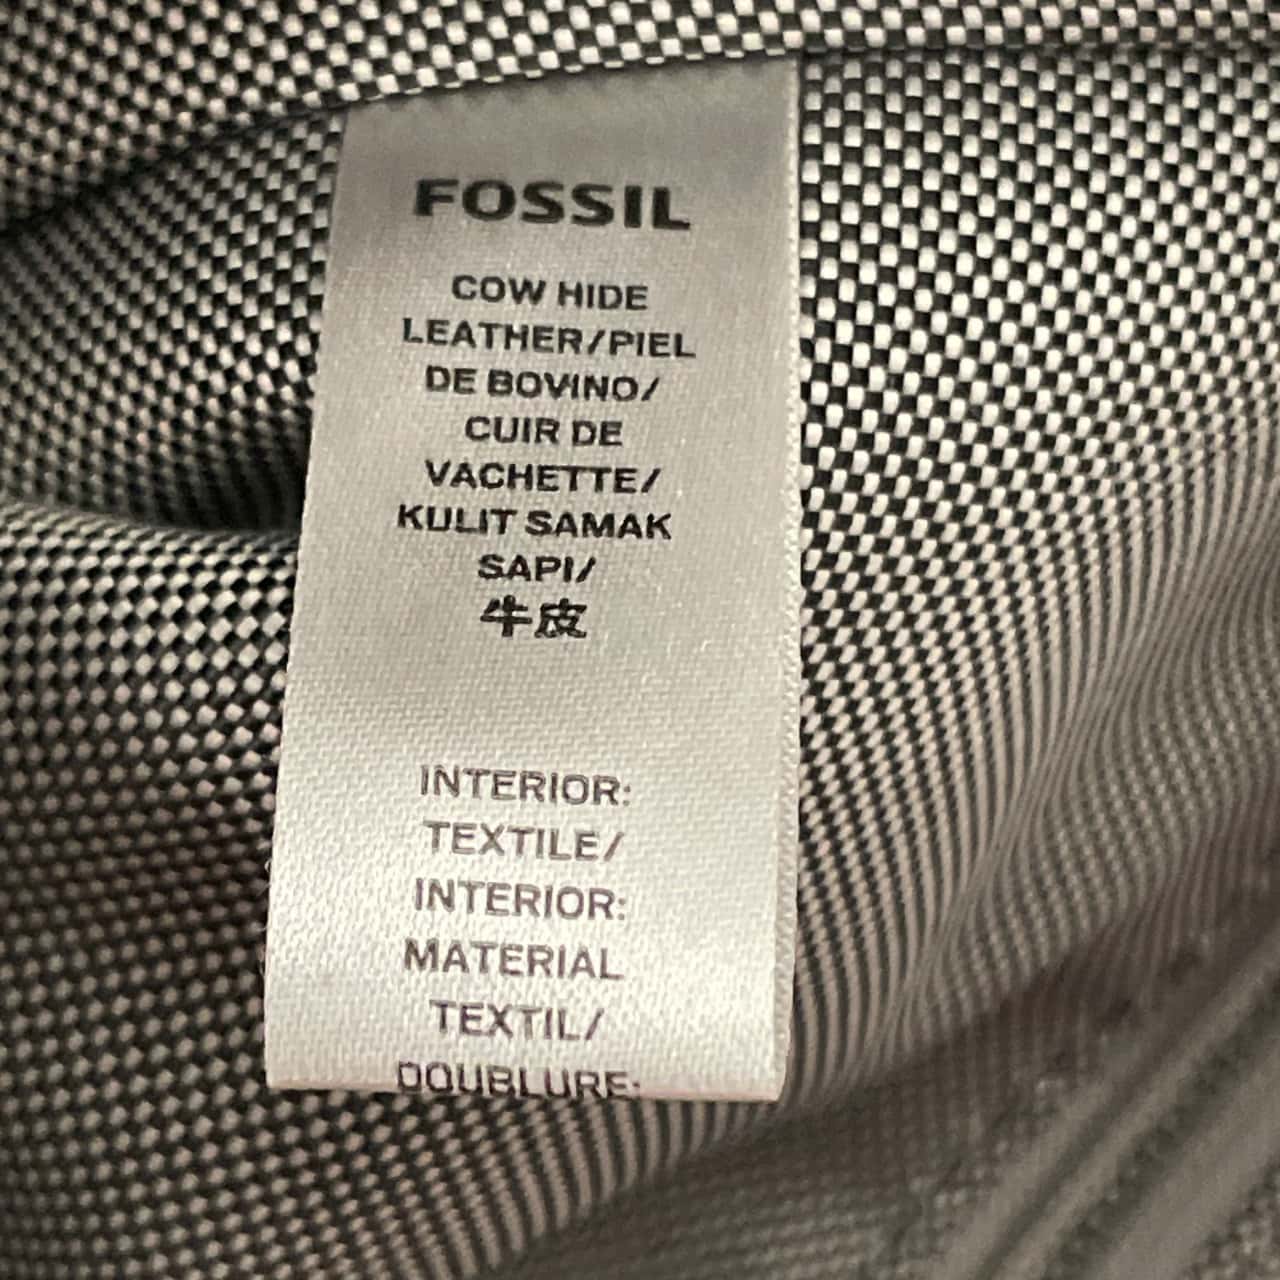 FOSSIL
COW HIDE
LEATHER/PIEL
DE BOVINO/
CUIR DE
VACHETTE/
KULIT SAMAK
SAPI/
牛皮
INTERIOR:
TEXTILE/
INTERIOR:
MATERIAL
TEXTIL/
DOUBLURE: